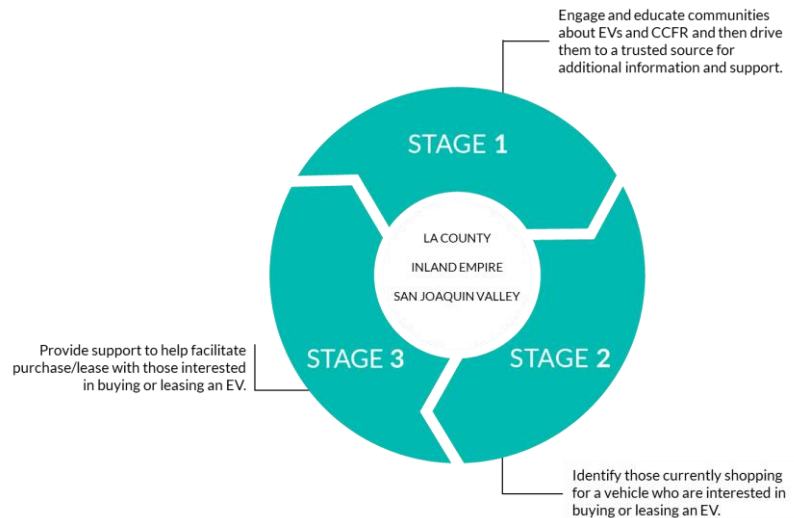 Engage and educate communities
about EVs and CCFR and then drive
them to a trusted source for
additional information and support.
STAGE 1
LA COUNTY
INLAND EMPIRE
SAN JOAQUIN VALLEY
Provide support to help facilitate
purchase/lease with those interested
in buying or leasing an EV.
STAGE 3
STAGE 2
Identify those currently shopping
for a vehicle who are interested in
buying or leasing an EV.